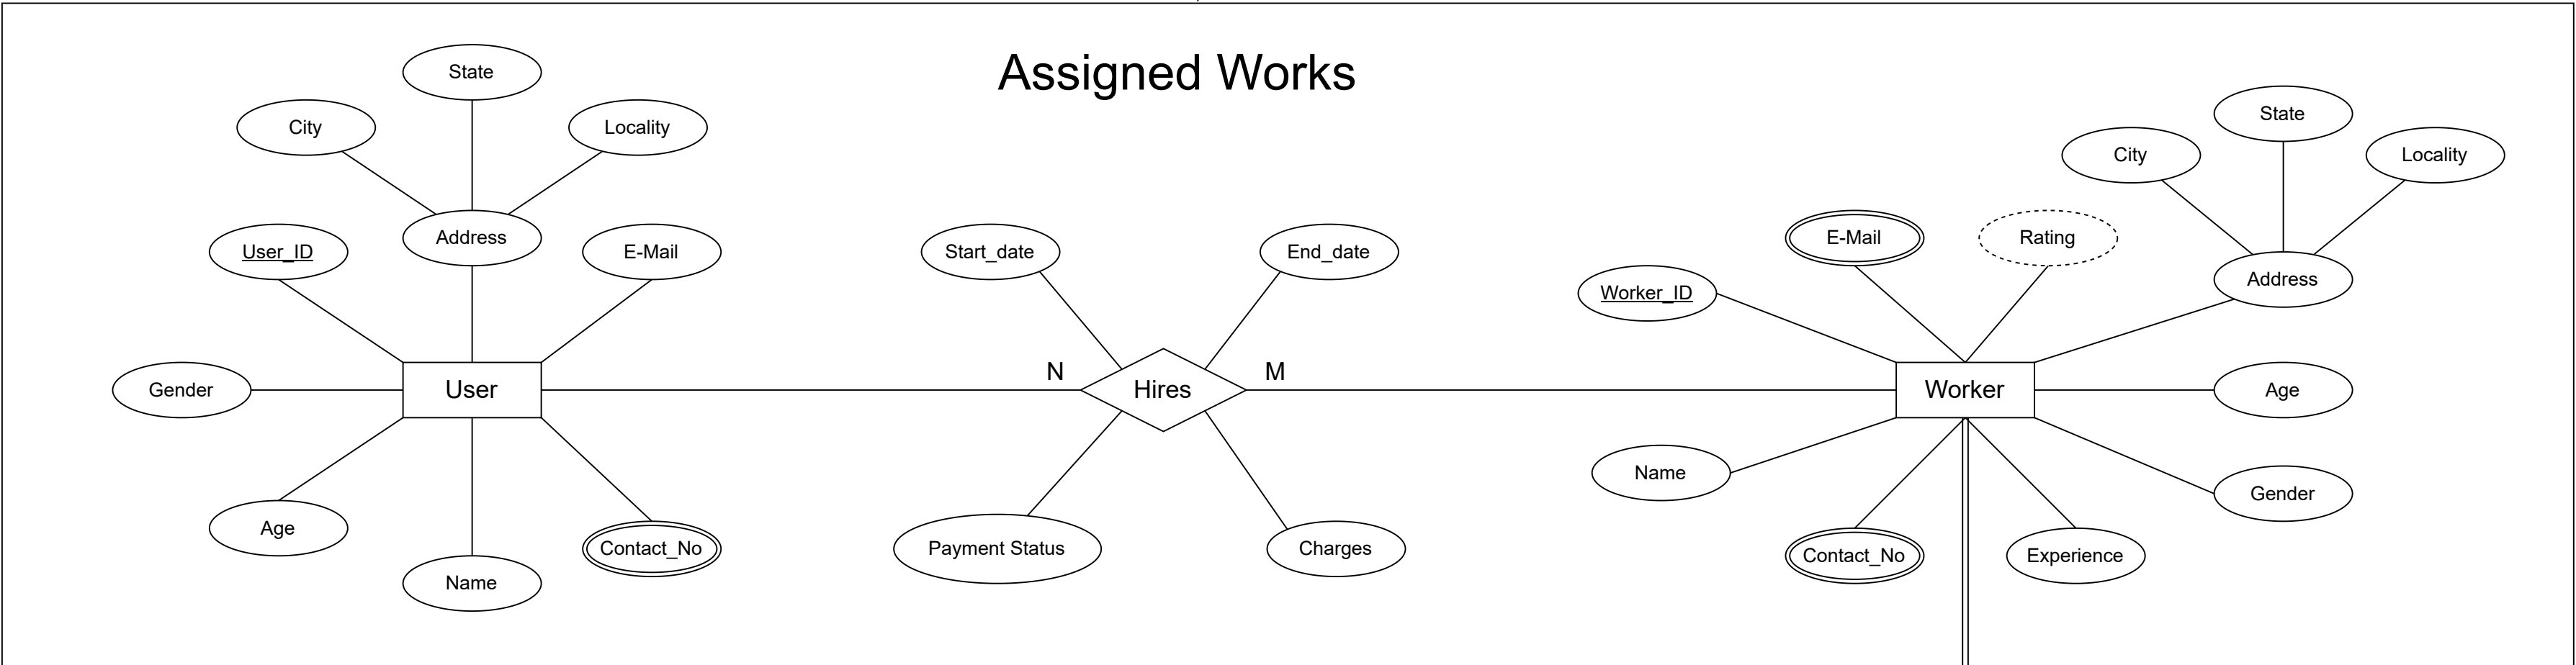 Assigned Works
State
City
Locality
User_ID
Address
E-Mail
Gender
User
Age
Name
Contact_No
Start_date
End_date
N
Hires
M
Payment Status
Charges
State
City
Locality
E-Mail
Rating
Worker_ID
Address
Worker
Age
Name
Gender
Contact_No
Experience